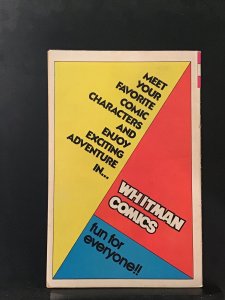 MEET
YOUR
FAVORITE
COMIC
CHARACTERS
AND
ENJOY
EXCITING
ADVENTURE
IN...
WHITMAN
COMICS
fun for
everyone!!